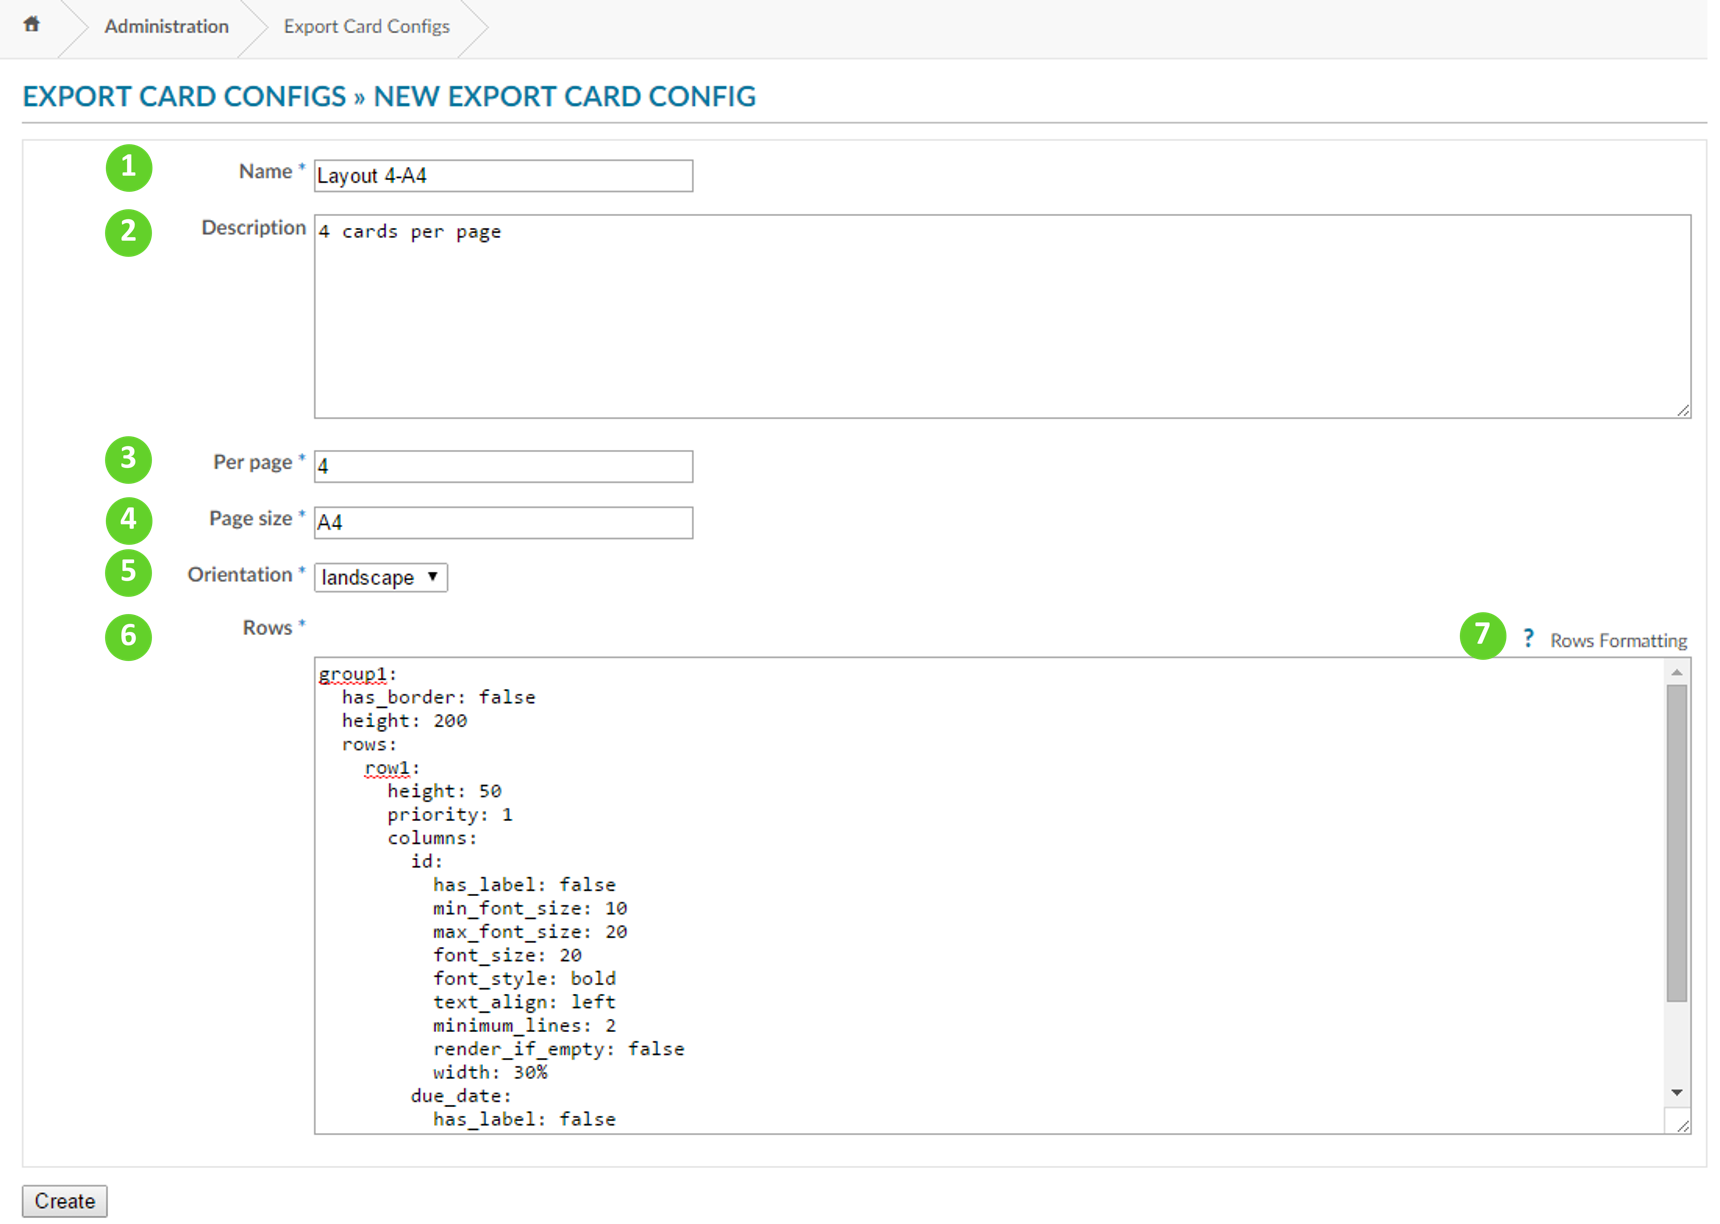 Administration
Export Card Configs
EXPORT CARD CONFIGS » NEW EXPORT CARD CONFIG
1 Name * Layout 4-A4
2 Description 4 cards per page
3 Per page * 4
4 Page size * A4
5 Orientation * landscape
6 Rows *
7 ? Rows Formatting
group1:
has_border: false
height: 200
rows:
row1:
height: 50
priority: 1
columns:
id:
has_label: false
min_font_size: 10
max_font_size: 20
font_size: 20
font_style: bold
text_align: left
minimum_lines: 2
render_if_empty: false
width: 30%
due_date:
has_label: false
Create